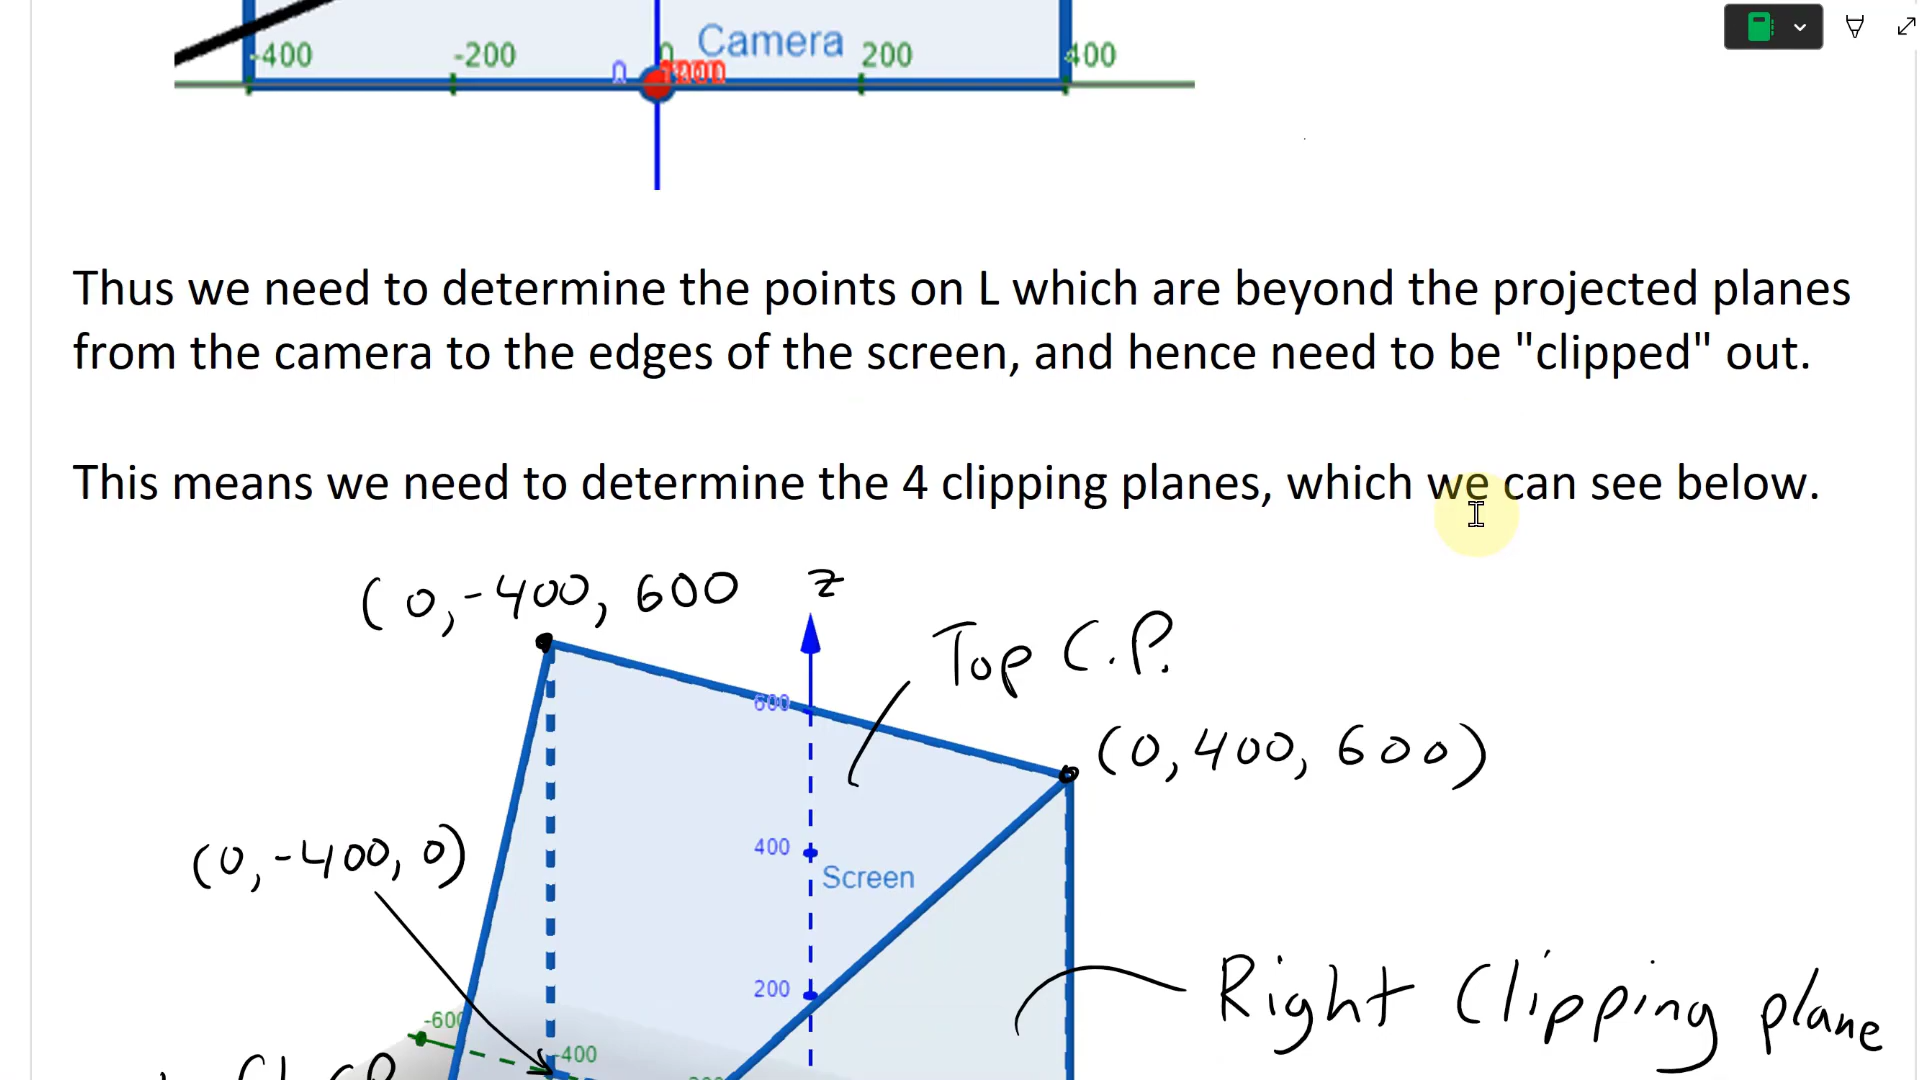 Camera
-400 -200 0 200 400
0
Thus we need to determine the points on L which are beyond the projected planes
from the camera to the edges of the screen, and hence need to be "clipped" out.
This means we need to determine the 4 clipping planes, which we can see below.
(0,-400, 600 z
Top C.P.
600
(0,400, 600)
400
(0,-400, 0)
Screen
200
Right Clipping plane
-600
-400